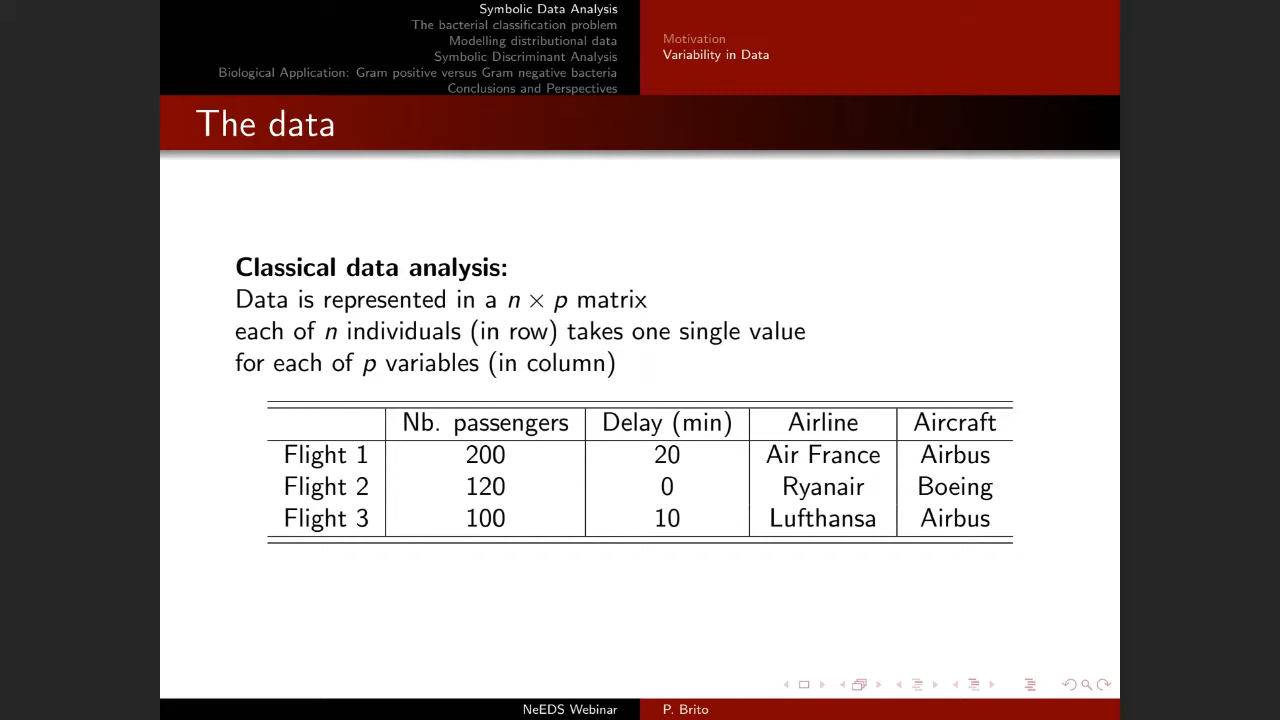 Symbolic Data Analysis
The bacterial classification problem
Modelling distributional data
Symbolic Discriminant Analysis
Biological Application: Gram positive versus Gram negative bacteria
Conclusions and Perspectives
Motivation
Variability in Data
The data
Classical data analysis:
Data is represented in a n × p matrix
each of n individuals (in row) takes one single value
for each of p variables (in column)
Nb. passengers Delay (min) Airline Aircraft
Flight 1 200 20 Air France Airbus
Flight 2 120 0 Ryanair Boeing
Flight 3 100 10 Lufthansa Airbus
NeEDS Webinar P. Brito